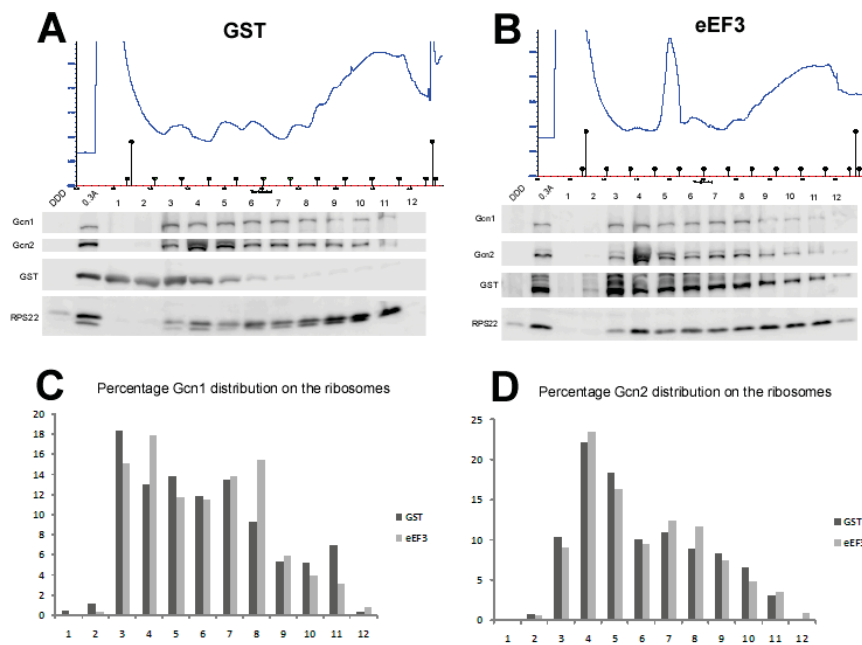 A
GST
DDD 0.3A 1 2 3 4 5 6 7 8 9 10 11 12
Gcn1
Gcn2
GST
RPS22
B
eEF3
DDD 0.3A 1 2 3 4 5 6 7 8 9 10 11 12
Gcn1
Gcn2
GST
RPS22
C
Percentage Gcn1 distribution on the ribosomes
20
18
16
14
12
10
8
6
4
2
0
1 2 3 4 5 6 7 8 9 10 11 12
GST
eEF3
D
Percentage Gcn2 distribution on the ribosomes
25
20
15
10
5
0
1 2 3 4 5 6 7 8 9 10 11 12
GST
eEF3